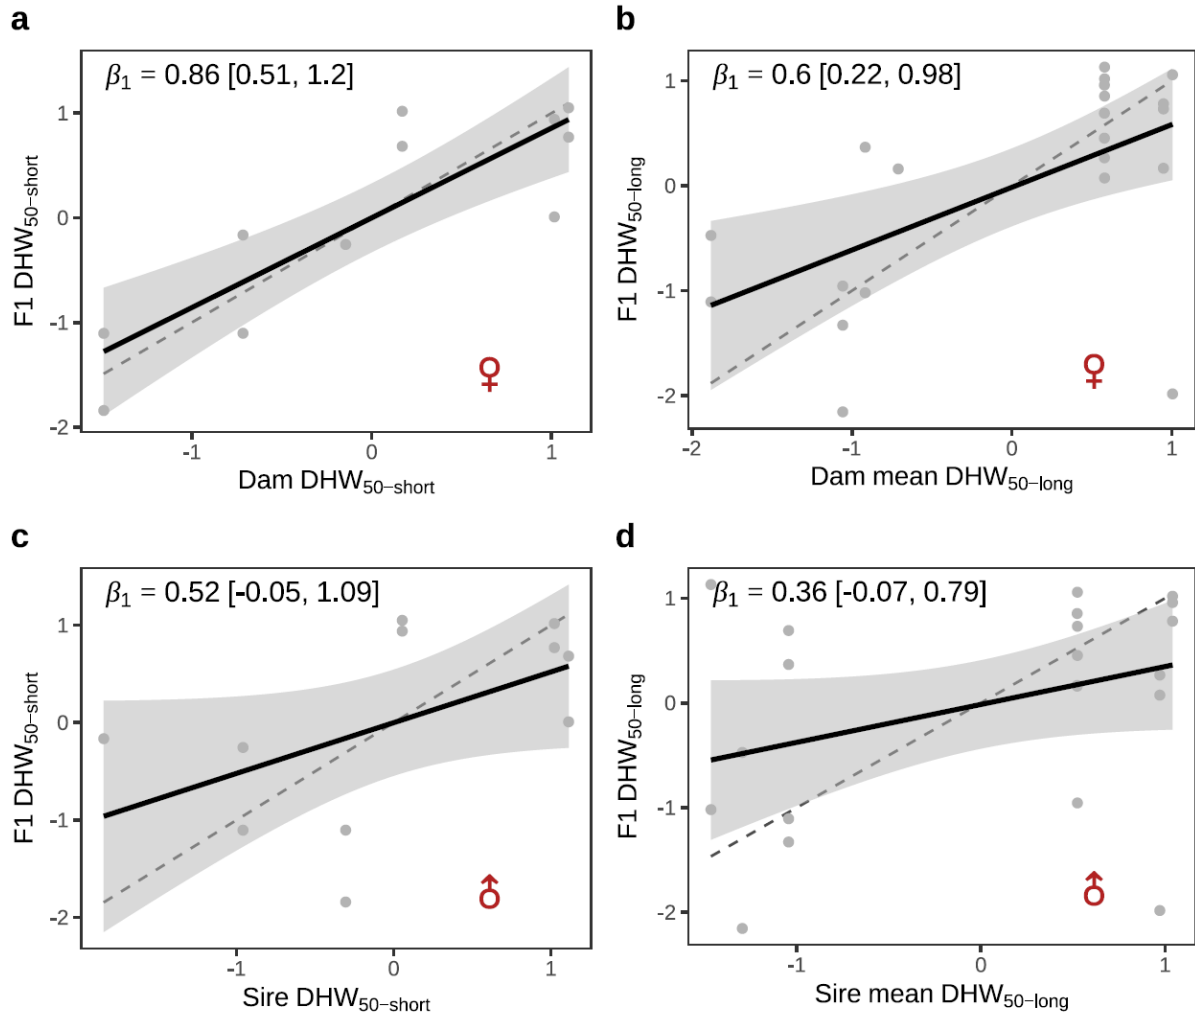 a
β₁ = 0.86 [0.51, 1.2]
F1 DHW50−short
1
0
-1
-2
-1
0
1
Dam DHW50−short
♀
b
β₁ = 0.6 [0.22, 0.98]
F1 DHW50−long
1
0
-1
-2
-2
-1
0
1
Dam mean DHW50−long
♀
c
β₁ = 0.52 [-0.05, 1.09]
F1 DHW50−short
1
0
-1
-2
-1
0
1
Sire DHW50−short
♂
d
β₁ = 0.36 [-0.07, 0.79]
F1 DHW50−long
1
0
-1
-2
-1
0
1
Sire mean DHW50−long
♂